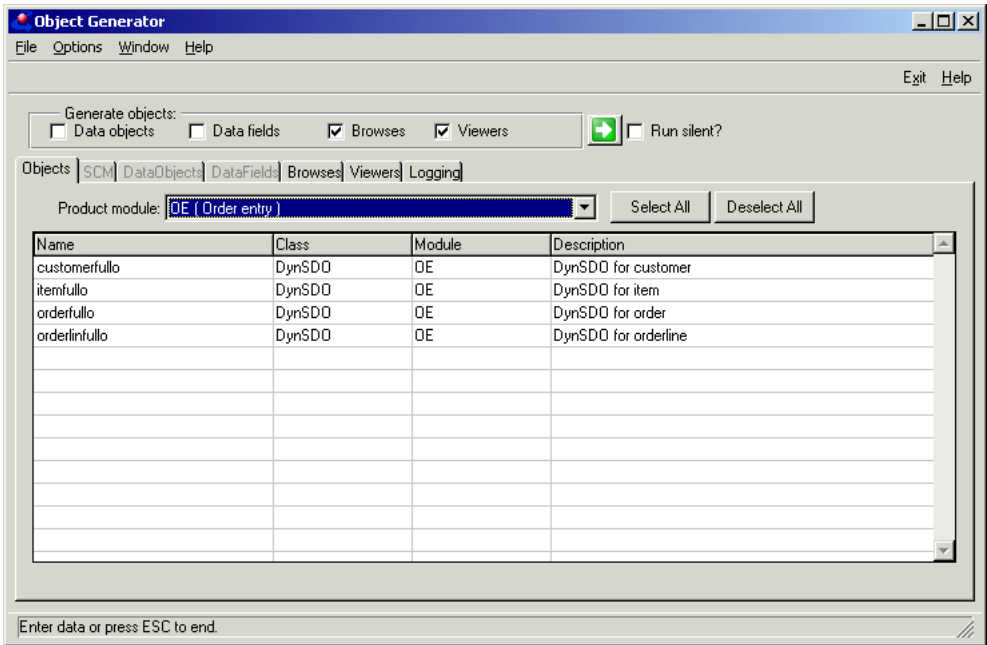 Object Generator
File Options Window Help
Exit Help
Generate objects:
Data objects Data fields Browses Viewers Run silent?
Objects SCM DataObjects DataFields Browses Viewers Logging
Product module: OE ( Order entry ) Select All Deselect All
Name Class Module Description
customerfullo DynSDO OE DynSDO for customer
itemfullo DynSDO OE DynSDO for item
orderfullo DynSDO OE DynSDO for order
orderlinfullo DynSDO OE DynSDO for orderline
Enter data or press ESC to end.